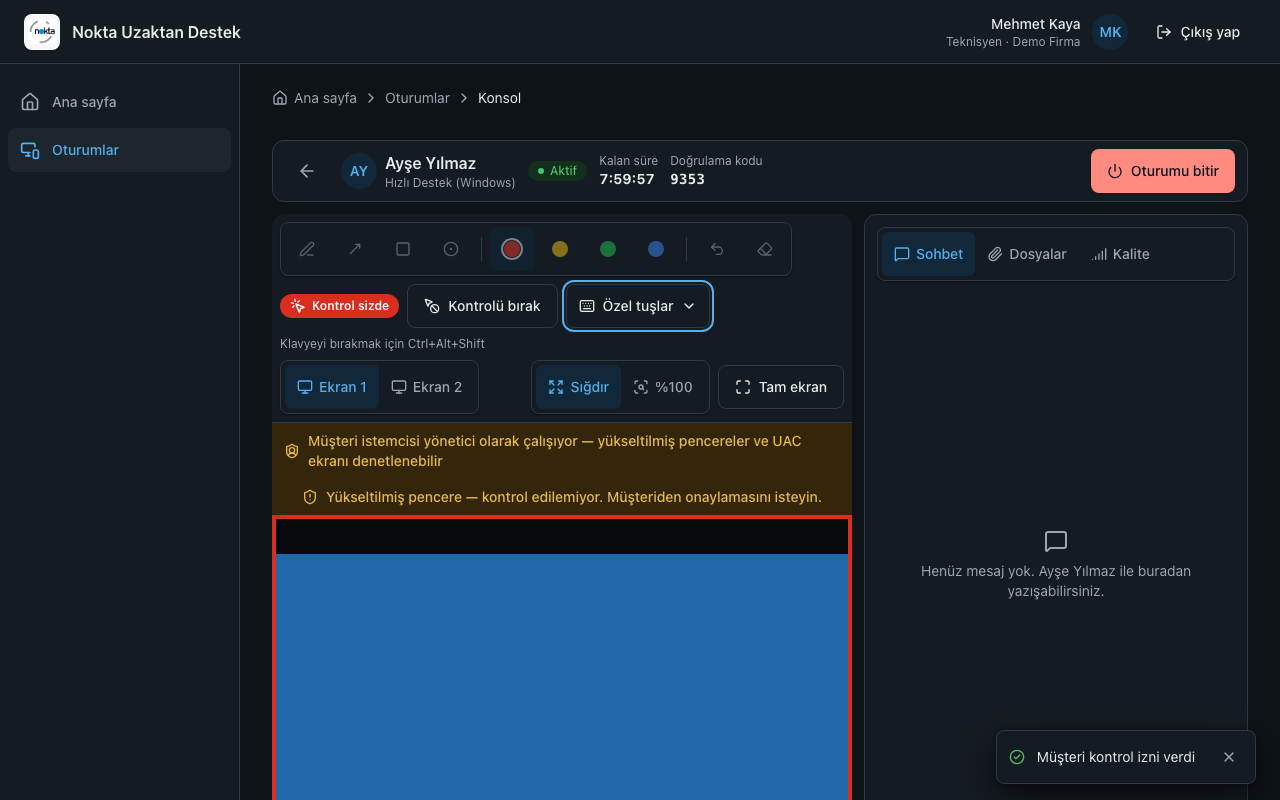 nokta
Nokta Uzaktan Destek
Mehmet Kaya
Teknisyen · Demo Firma
MK
Çıkış yap
Ana sayfa
Oturumlar
Ana sayfa
Oturumlar
Konsol
AY
Ayşe Yılmaz
Hızlı Destek (Windows)
Aktif
Kalan süre
7:59:57
Doğrulama kodu
9353
Oturumu bitir
Kontrol sizde
Kontrolü bırak
Özel tuşlar
Klavyeyi bırakmak için Ctrl+Alt+Shift
Ekran 1
Ekran 2
Sığdır
%100
Tam ekran
Müşteri istemcisi yönetici olarak çalışıyor — yükseltilmiş pencereler ve UAC
ekranı denetlenebilir
Yükseltilmiş pencere — kontrol edilemiyor. Müşteriden onaylamasını isteyin.
Sohbet
Dosyalar
Kalite
Henüz mesaj yok. Ayşe Yılmaz ile buradan
yazışabilirsiniz.
Müşteri kontrol izni verdi